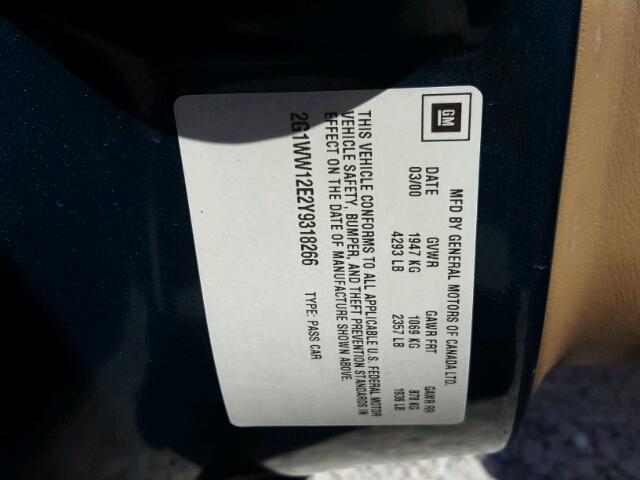 GM
MFD BY GENERAL MOTORS OF CANADA LTD.
DATE GVWR GAWR FRT GAWR RR
03/00 1947 KG 1069 KG 878 KG
4293 LB 2357 LB 1936 LB
THIS VEHICLE CONFORMS TO ALL APPLICABLE U.S. FEDERAL MOTOR
VEHICLE SAFETY, BUMPER, AND THEFT PREVENTION STANDARDS IN
EFFECT ON THE DATE OF MANUFACTURE SHOWN ABOVE.
2G1WW12E2Y9318266 TYPE: PASS CAR